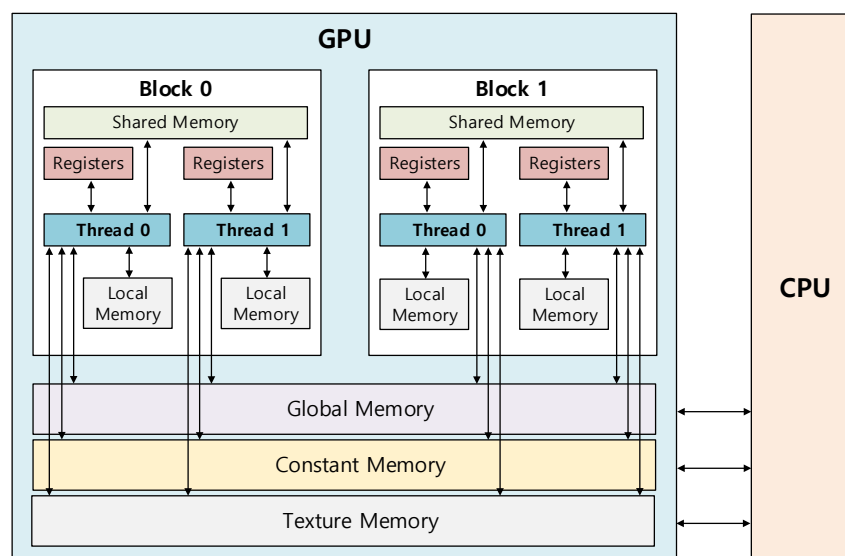 GPU
Block 0
Block 1
Shared Memory
Shared Memory
Registers
Registers
Registers
Registers
Thread 0
Thread 1
Thread 0
Thread 1
Local
Memory
Local
Memory
Local
Memory
Local
Memory
CPU
Global Memory
Constant Memory
Texture Memory